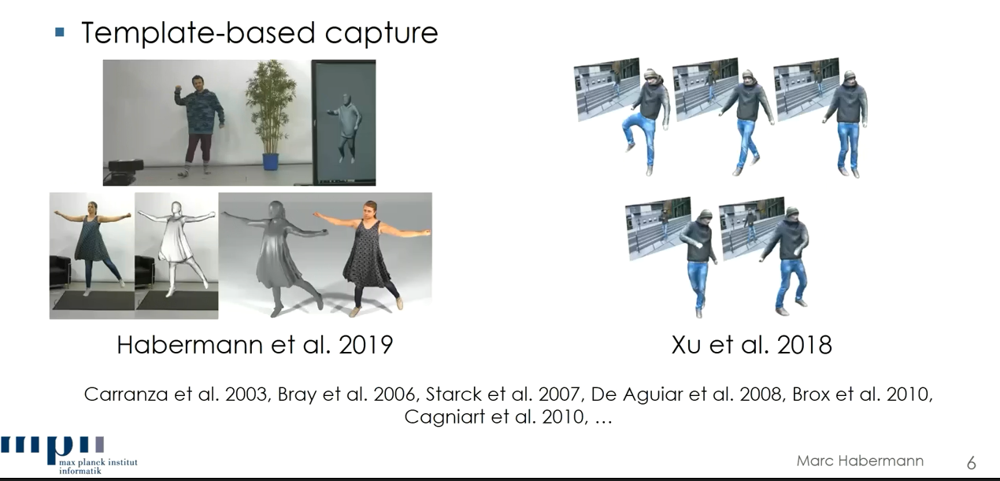 Template-based capture
Habermann et al. 2019
Xu et al. 2018
Carranza et al. 2003, Bray et al. 2006, Starck et al. 2007, De Aguiar et al. 2008, Brox et al. 2010,
Cagniart et al. 2010, …
mpii
max planck institut
informatik
Marc Habermann
6